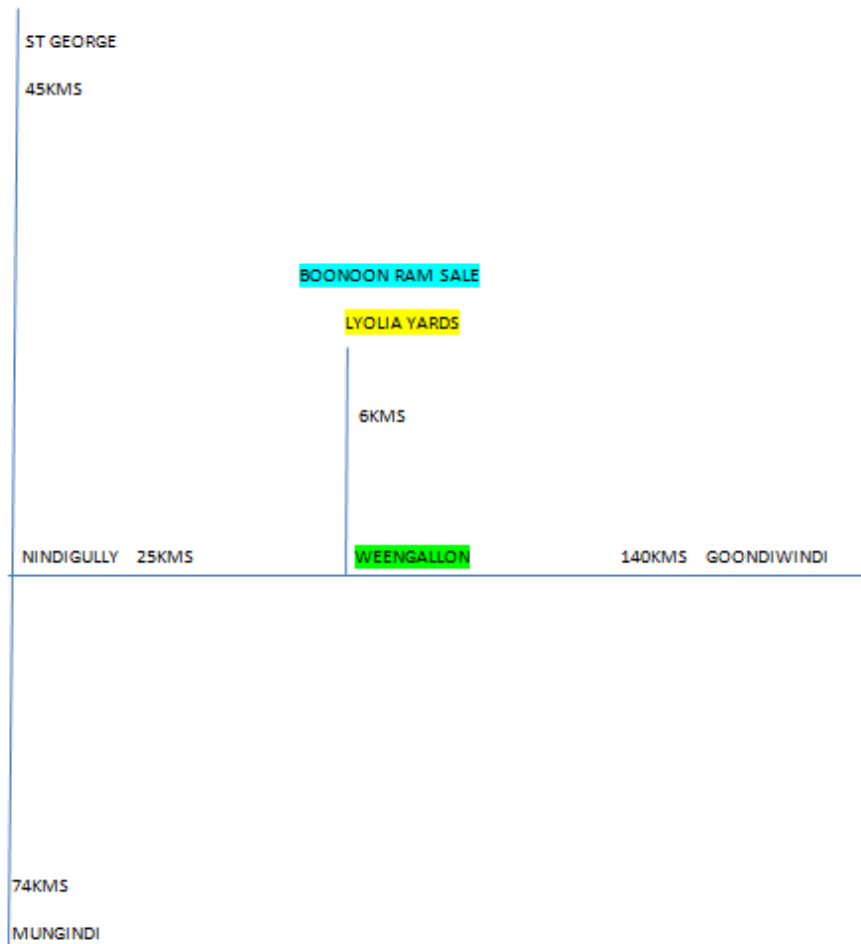 ST GEORGE
45KMS
BOONOON RAM SALE
LYOLIA YARDS
6KMS
NINDIGULLY 25KMS WEENGALLON 140KMS GOONDIWINDI
74KMS
MUNGINDI